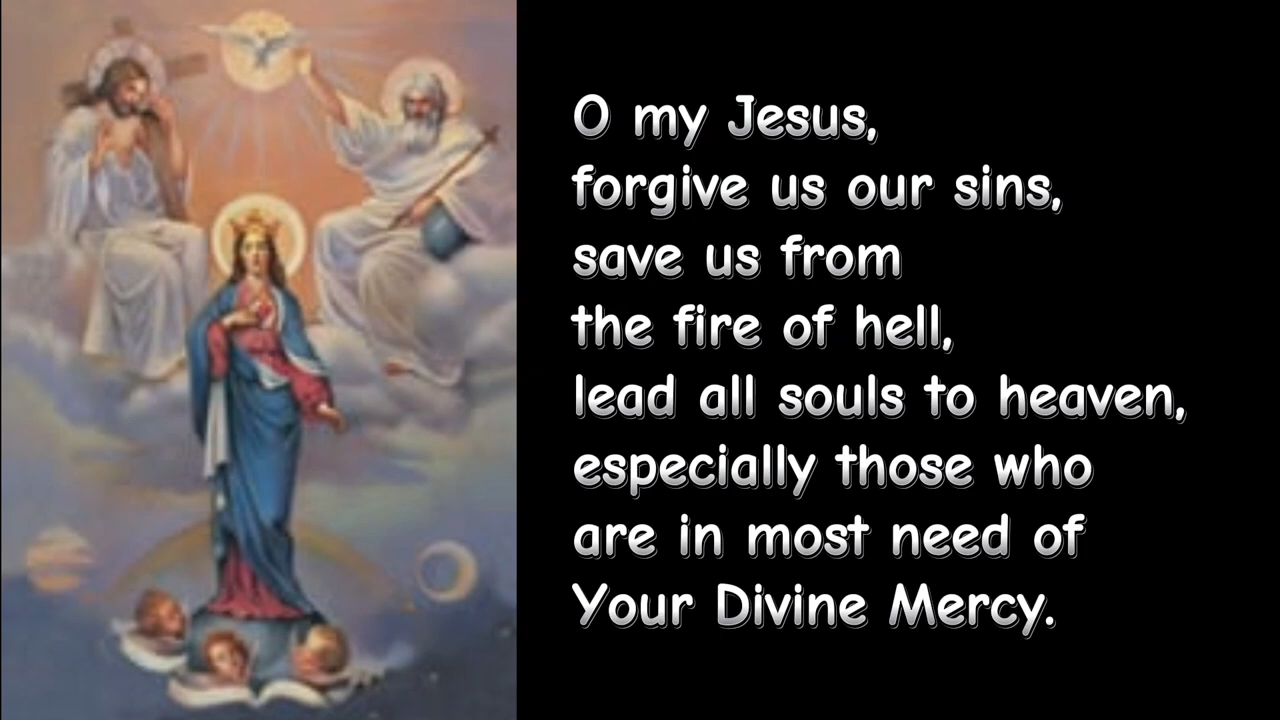 O my Jesus,
forgive us our sins,
save us from
the fire of hell,
lead all souls to heaven,
especially those who
are in most need of
Your Divine Mercy.